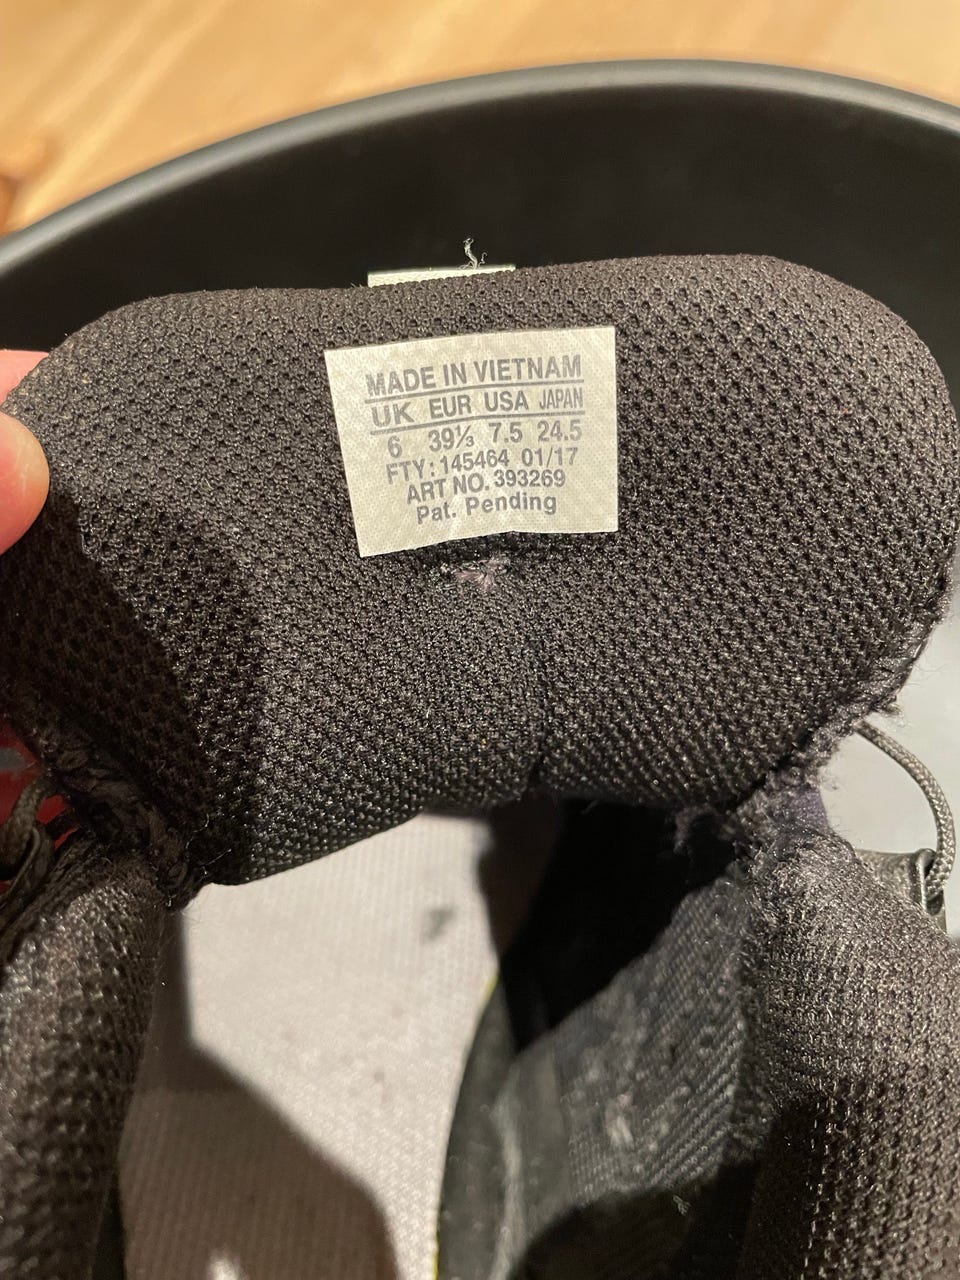 MADE IN VIETNAM
UK EUR USA JAPAN
6 39⅓ 7.5 24.5
FTY: 145464 01/17
ART NO. 393269
Pat. Pending